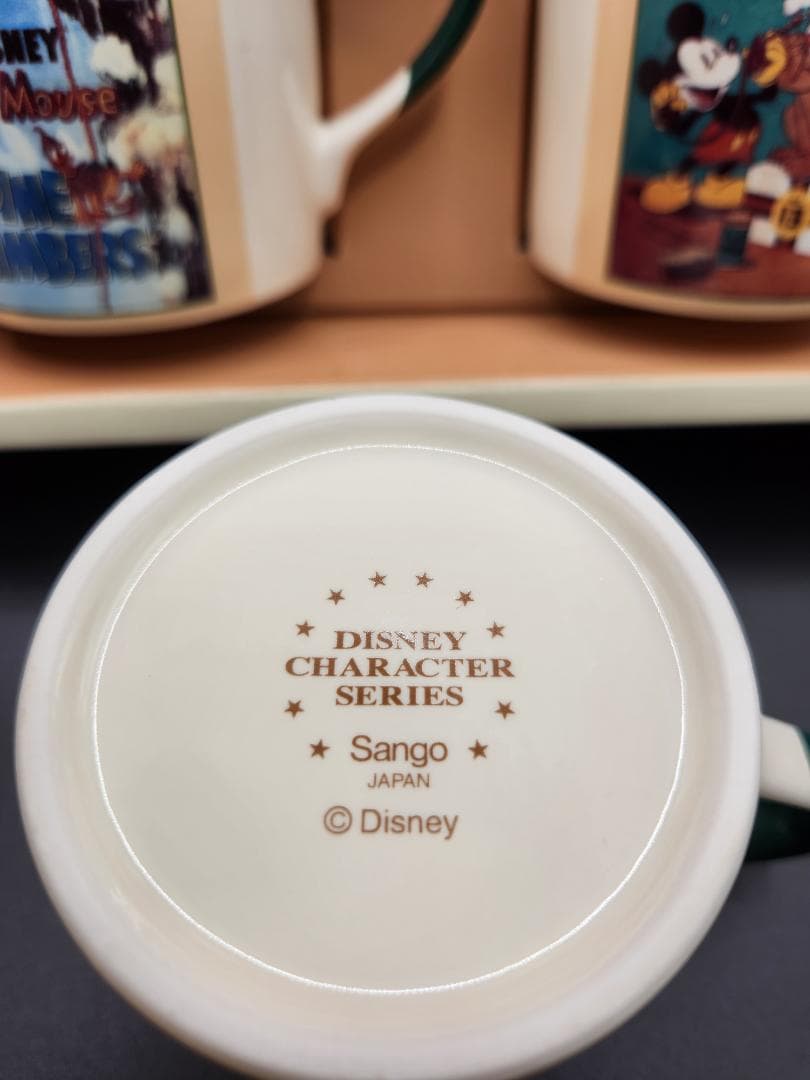 Mouse
DISNEY
CHARACTER
SERIES
Sango
JAPAN
© Disney